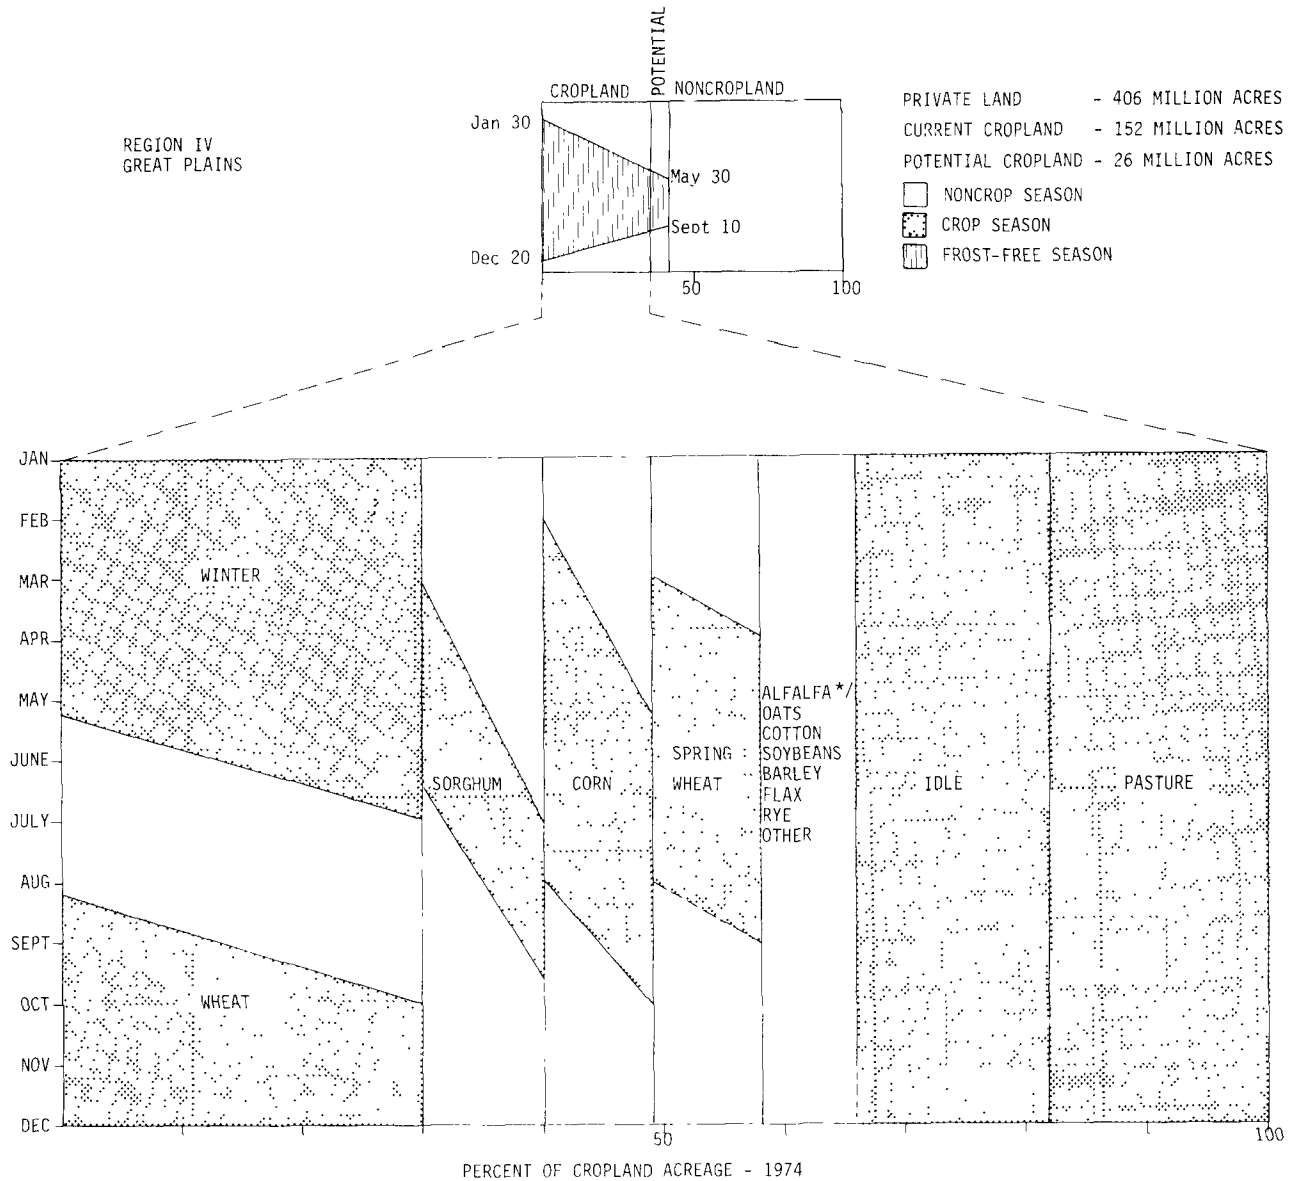 POTENTIAL
CROPLAND
NONCROPLAND
Jan 30
May 30
Sept 10
Dec 20
50
100
REGION IV
GREAT PLAINS
PRIVATE LAND - 406 MILLION ACRES
CURRENT CROPLAND - 152 MILLION ACRES
POTENTIAL CROPLAND - 26 MILLION ACRES
NONCROP SEASON
CROP SEASON
FROST-FREE SEASON
JAN
FEB
MAR
APR
MAY
JUNE
JULY
AUG
SEPT
OCT
NOV
DEC
WINTER
WHEAT
SORGHUM
CORN
SPRING
WHEAT
ALFALFA*/
OATS
COTTON
SOYBEANS
BARLEY
FLAX
RYE
OTHER
IDLE
PASTURE
50
100
PERCENT OF CROPLAND ACREAGE - 1974